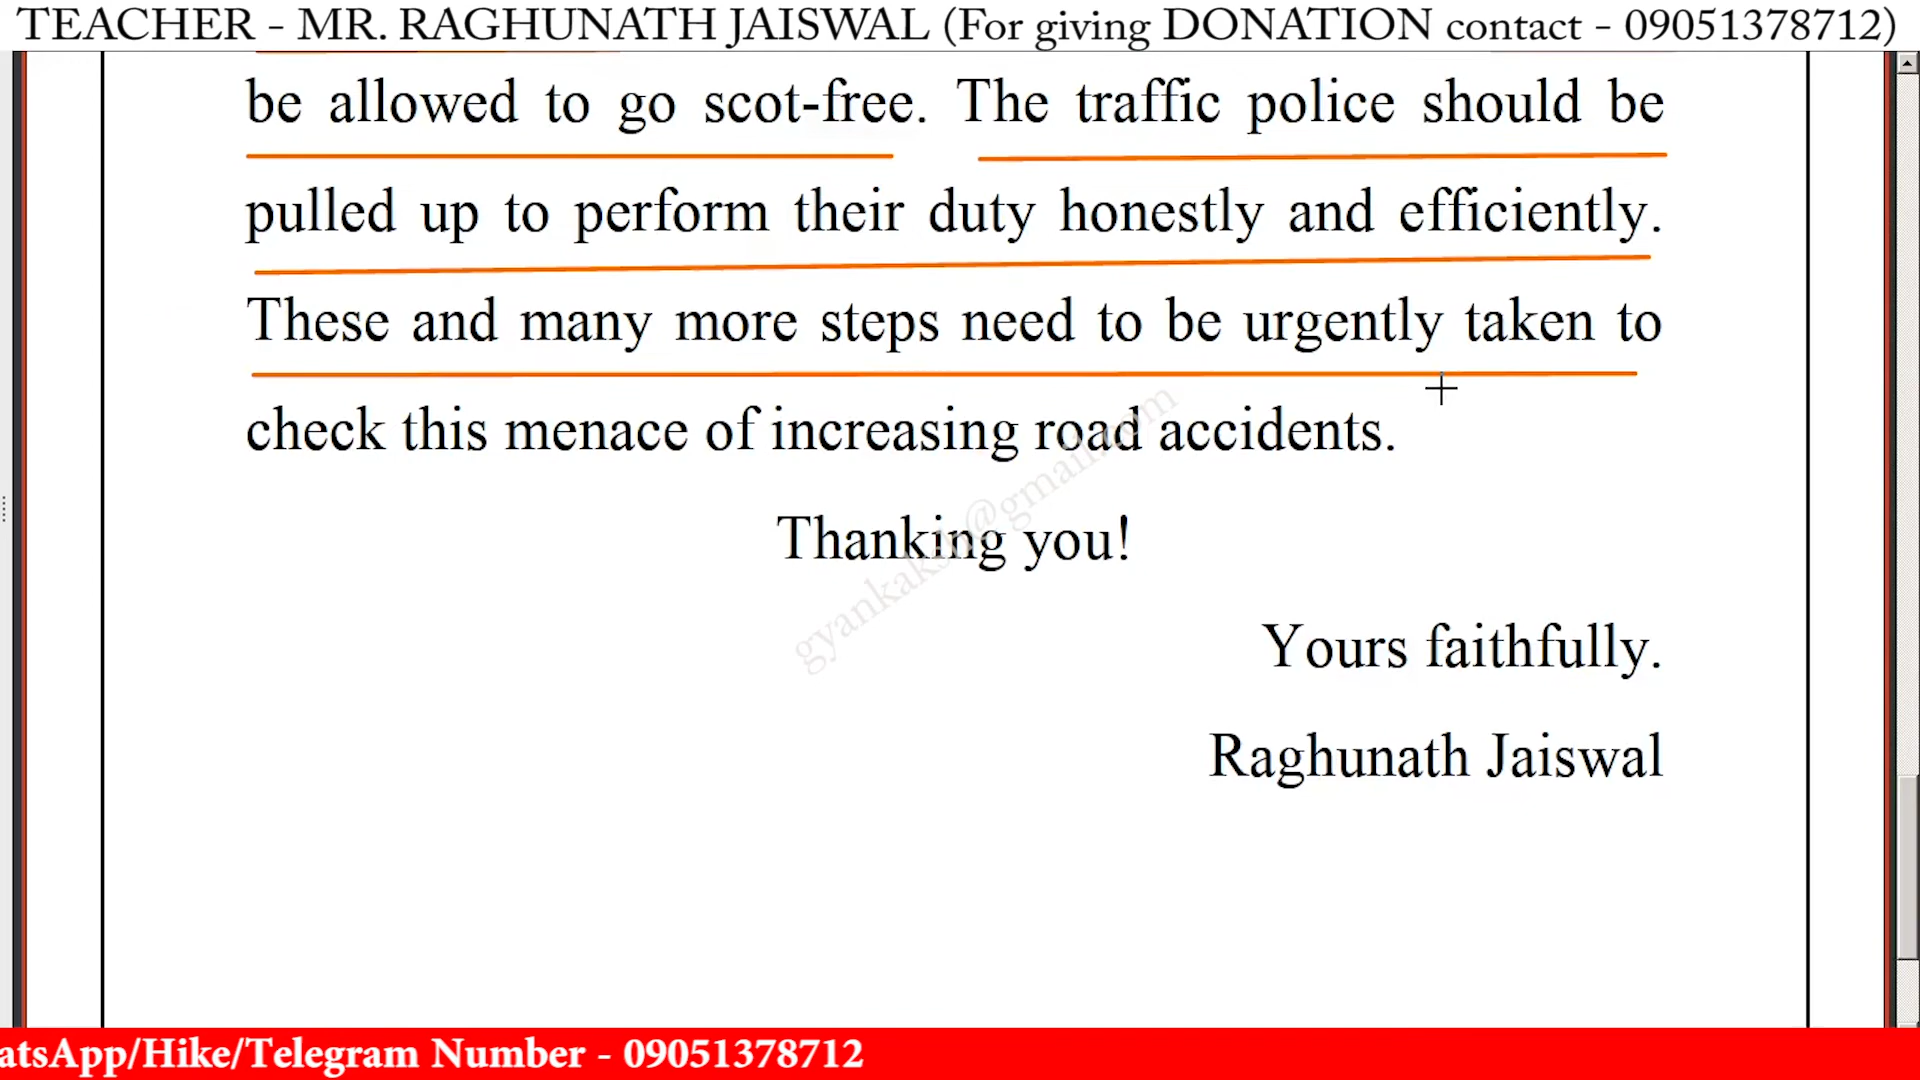 TEACHER - MR. RAGHUNATH JAISWAL (For giving DONATION contact - 09051378712)
be allowed to go scot-free. The traffic police should be
pulled up to perform their duty honestly and efficiently.
These and many more steps need to be urgently taken to
check this menace of increasing road accidents.
Thanking you!
gyankaksh@gmail.com
Yours faithfully.
Raghunath Jaiswal
atsApp/Hike/Telegram Number - 09051378712